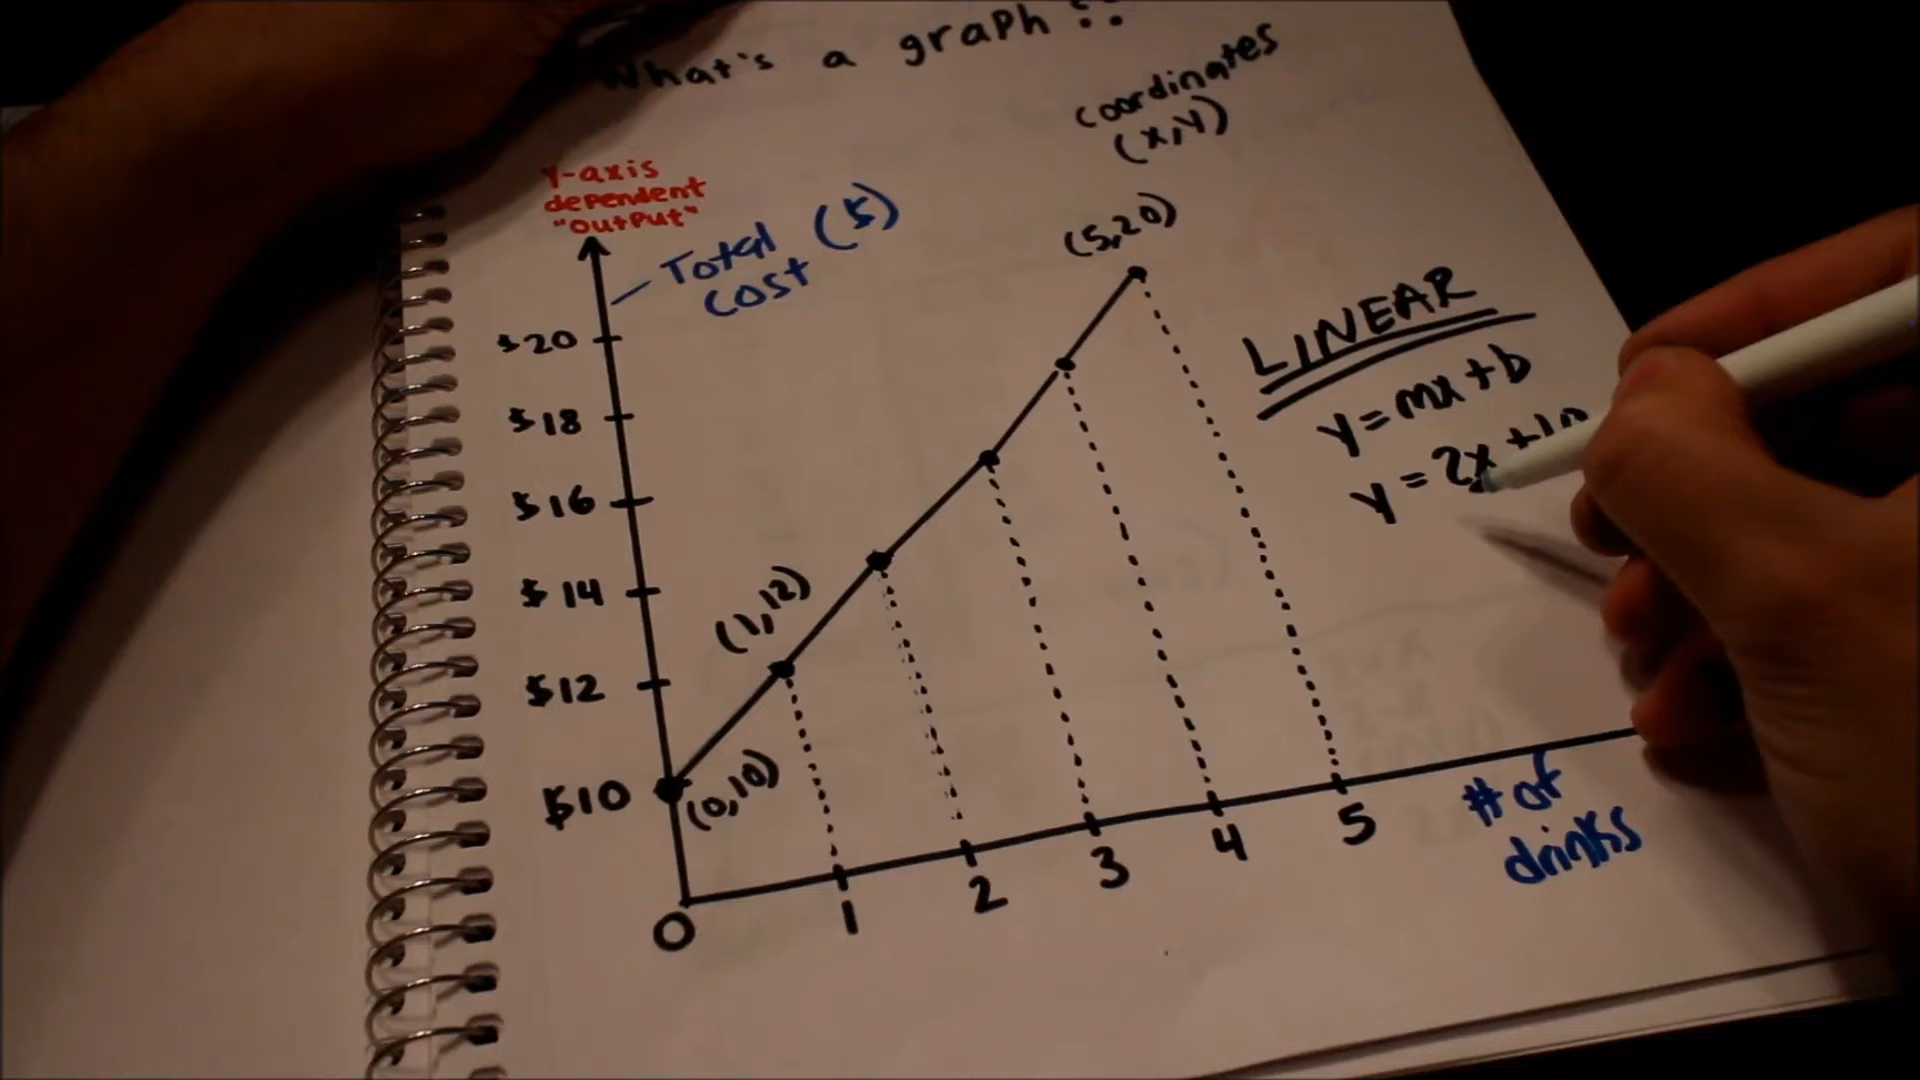 What's a graph ??
coordinates
(x,y)
Y-axis
dependent
"output"
Total ($)
cost
(5,20)
$20
$18
$16
$14
$12
$10
(1,12)
(0,10)
LINEAR
y=mx+b
y=2x+10
0
1
2
3
4
5
# of
drinks